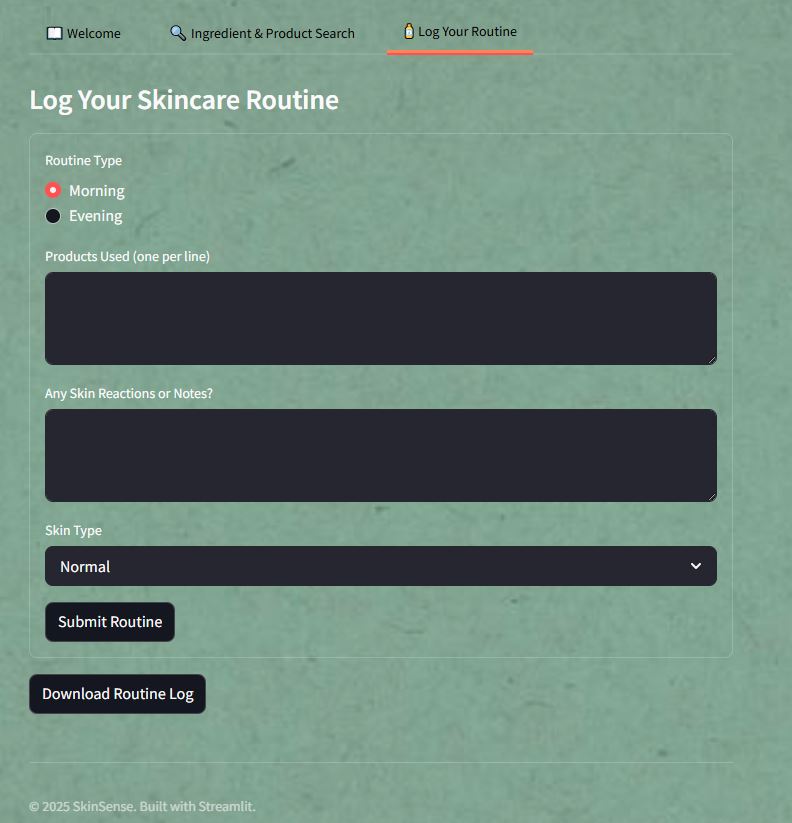 Welcome Ingredient & Product Search Log Your Routine
Log Your Skincare Routine
Routine Type
Morning
Evening
Products Used (one per line)
Any Skin Reactions or Notes?
Skin Type
Normal
Submit Routine
Download Routine Log
© 2025 SkinSense. Built with Streamlit.